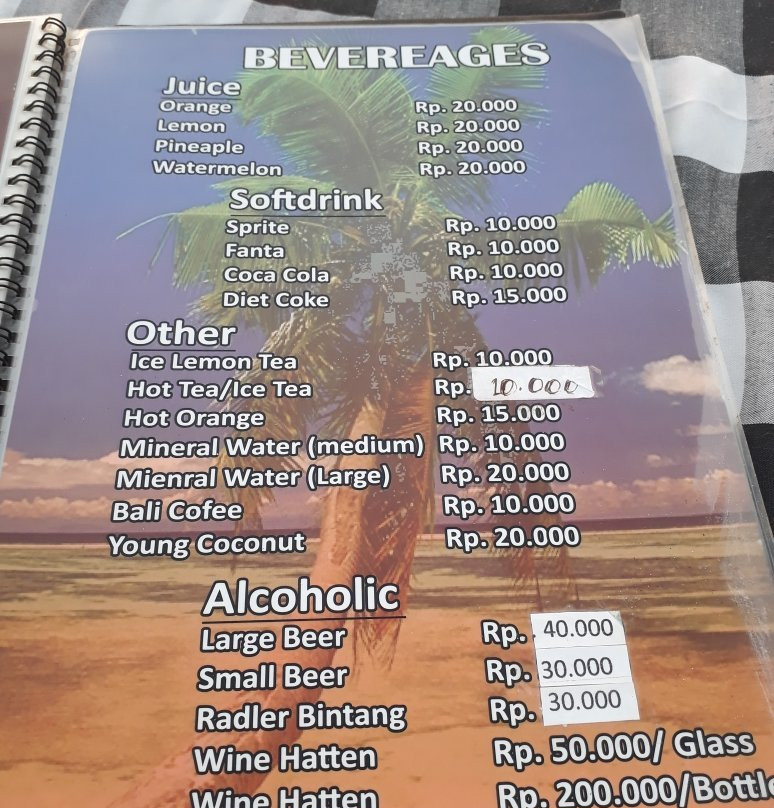 BEVEREAGES
Juice
Orange Rp. 20.000
Lemon Rp. 20.000
Pineaple Rp. 20.000
Watermelon Rp. 20.000
Softdrink
Sprite Rp. 10.000
Fanta Rp. 10.000
Coca Cola Rp. 10.000
Diet Coke Rp. 15.000
Other
Ice Lemon Tea Rp. 10.000
Hot Tea/Ice Tea Rp. 10.000
Hot Orange Rp. 15.000
Mineral Water (medium) Rp. 10.000
Mienral Water (Large) Rp. 20.000
Bali Cofee Rp. 10.000
Young Coconut Rp. 20.000
Alcoholic
Large Beer Rp. 40.000
Small Beer Rp. 30.000
Radler Bintang Rp. 30.000
Wine Hatten Rp. 50.000/ Glass
Wine Hatten Rp. 200.000/Bottle